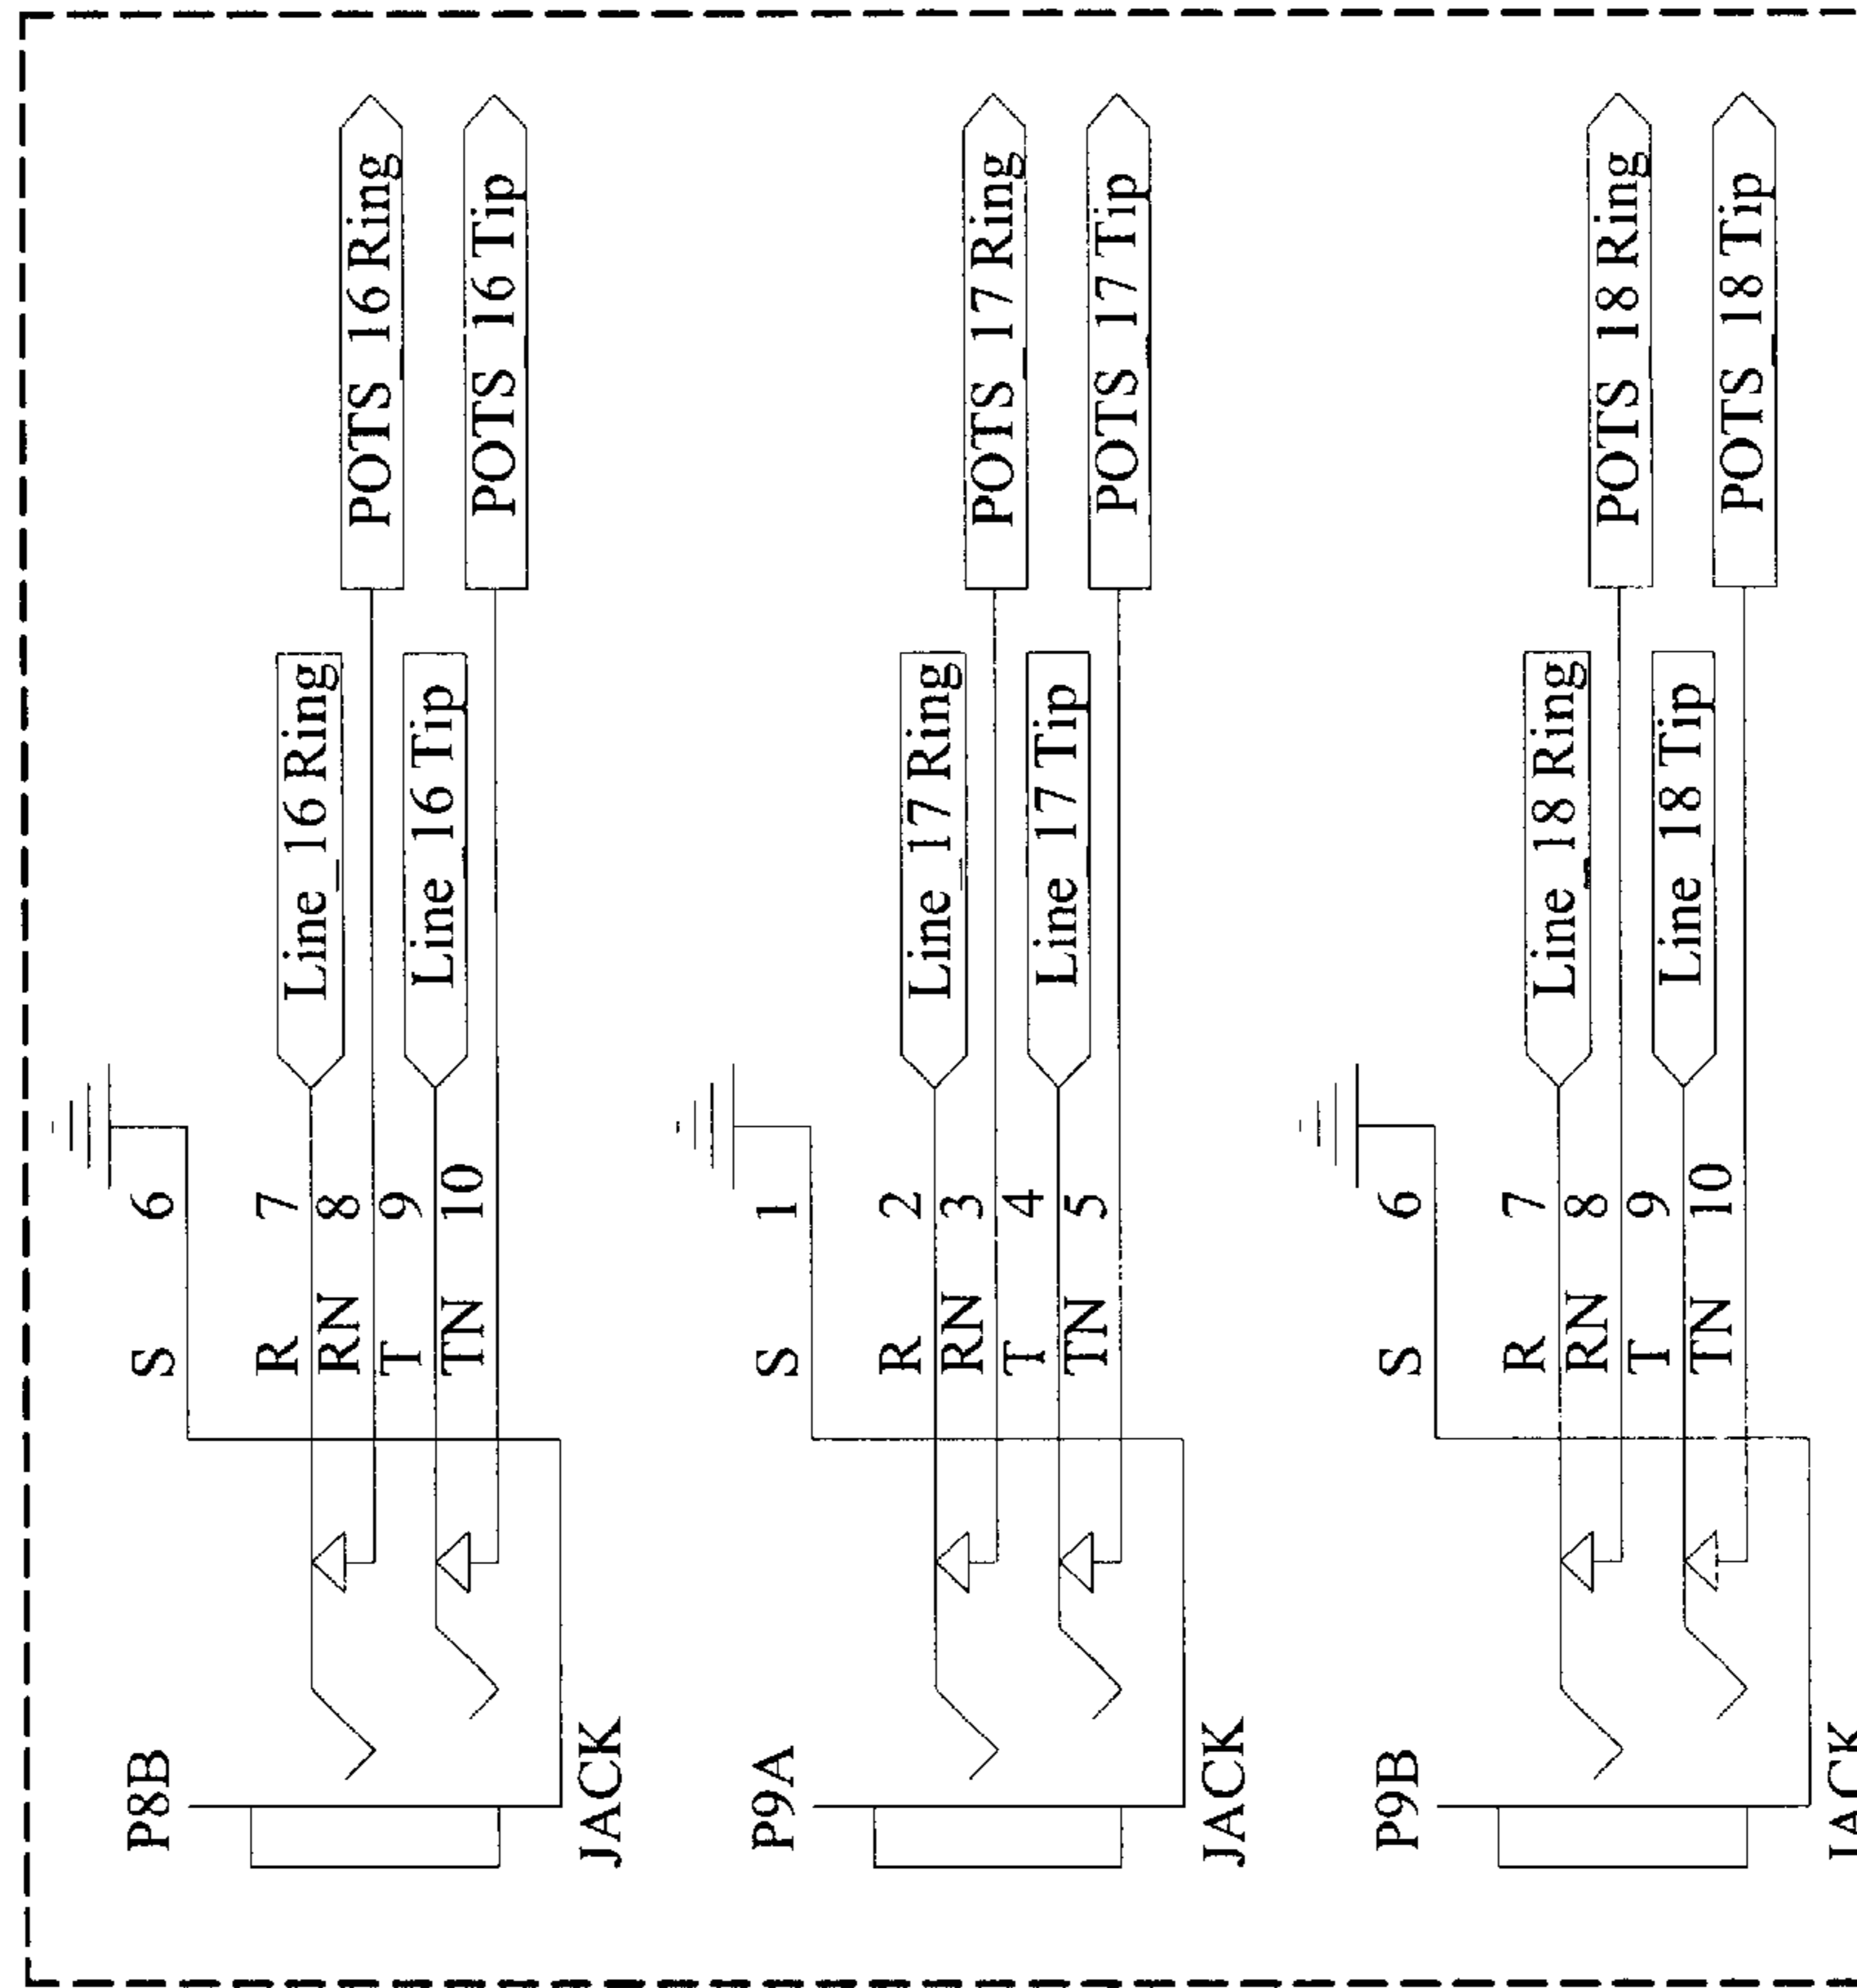 P8B
S 6
R 7
RN 8
T 9
TN 10
Line_16 Ring
POTS_16 Ring
Line_16 Tip
POTS_16 Tip
JACK
P9A
S 1
R 2
RN 3
T 4
TN 5
Line_17 Ring
POTS_17 Ring
Line_17 Tip
POTS_17 Tip
JACK
P9B
S 6
R 7
RN 8
T 9
TN 10
Line_18 Ring
POTS_18 Ring
Line_18 Tip
POTS_18 Tip
JACK